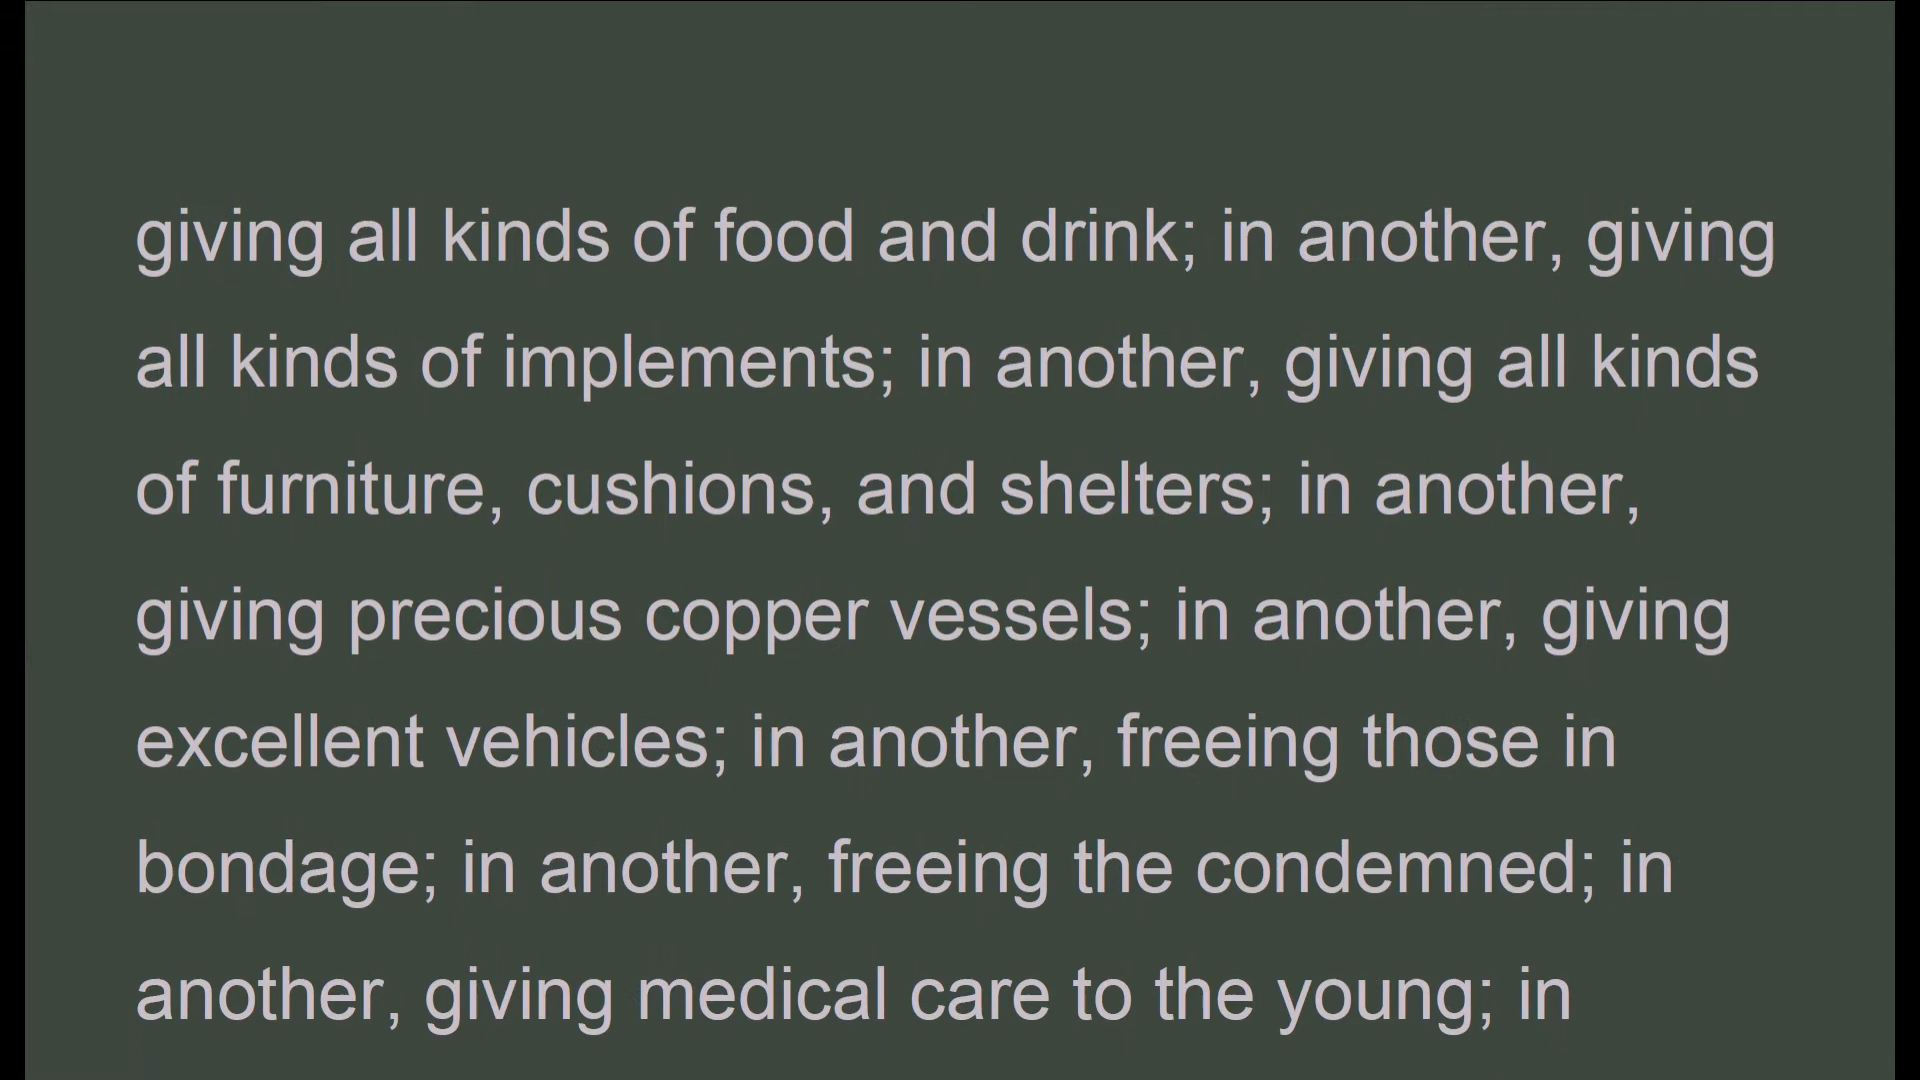 giving all kinds of food and drink; in another, giving
all kinds of implements; in another, giving all kinds
of furniture, cushions, and shelters; in another,
giving precious copper vessels; in another, giving
excellent vehicles; in another, freeing those in
bondage; in another, freeing the condemned; in
another, giving medical care to the young; in